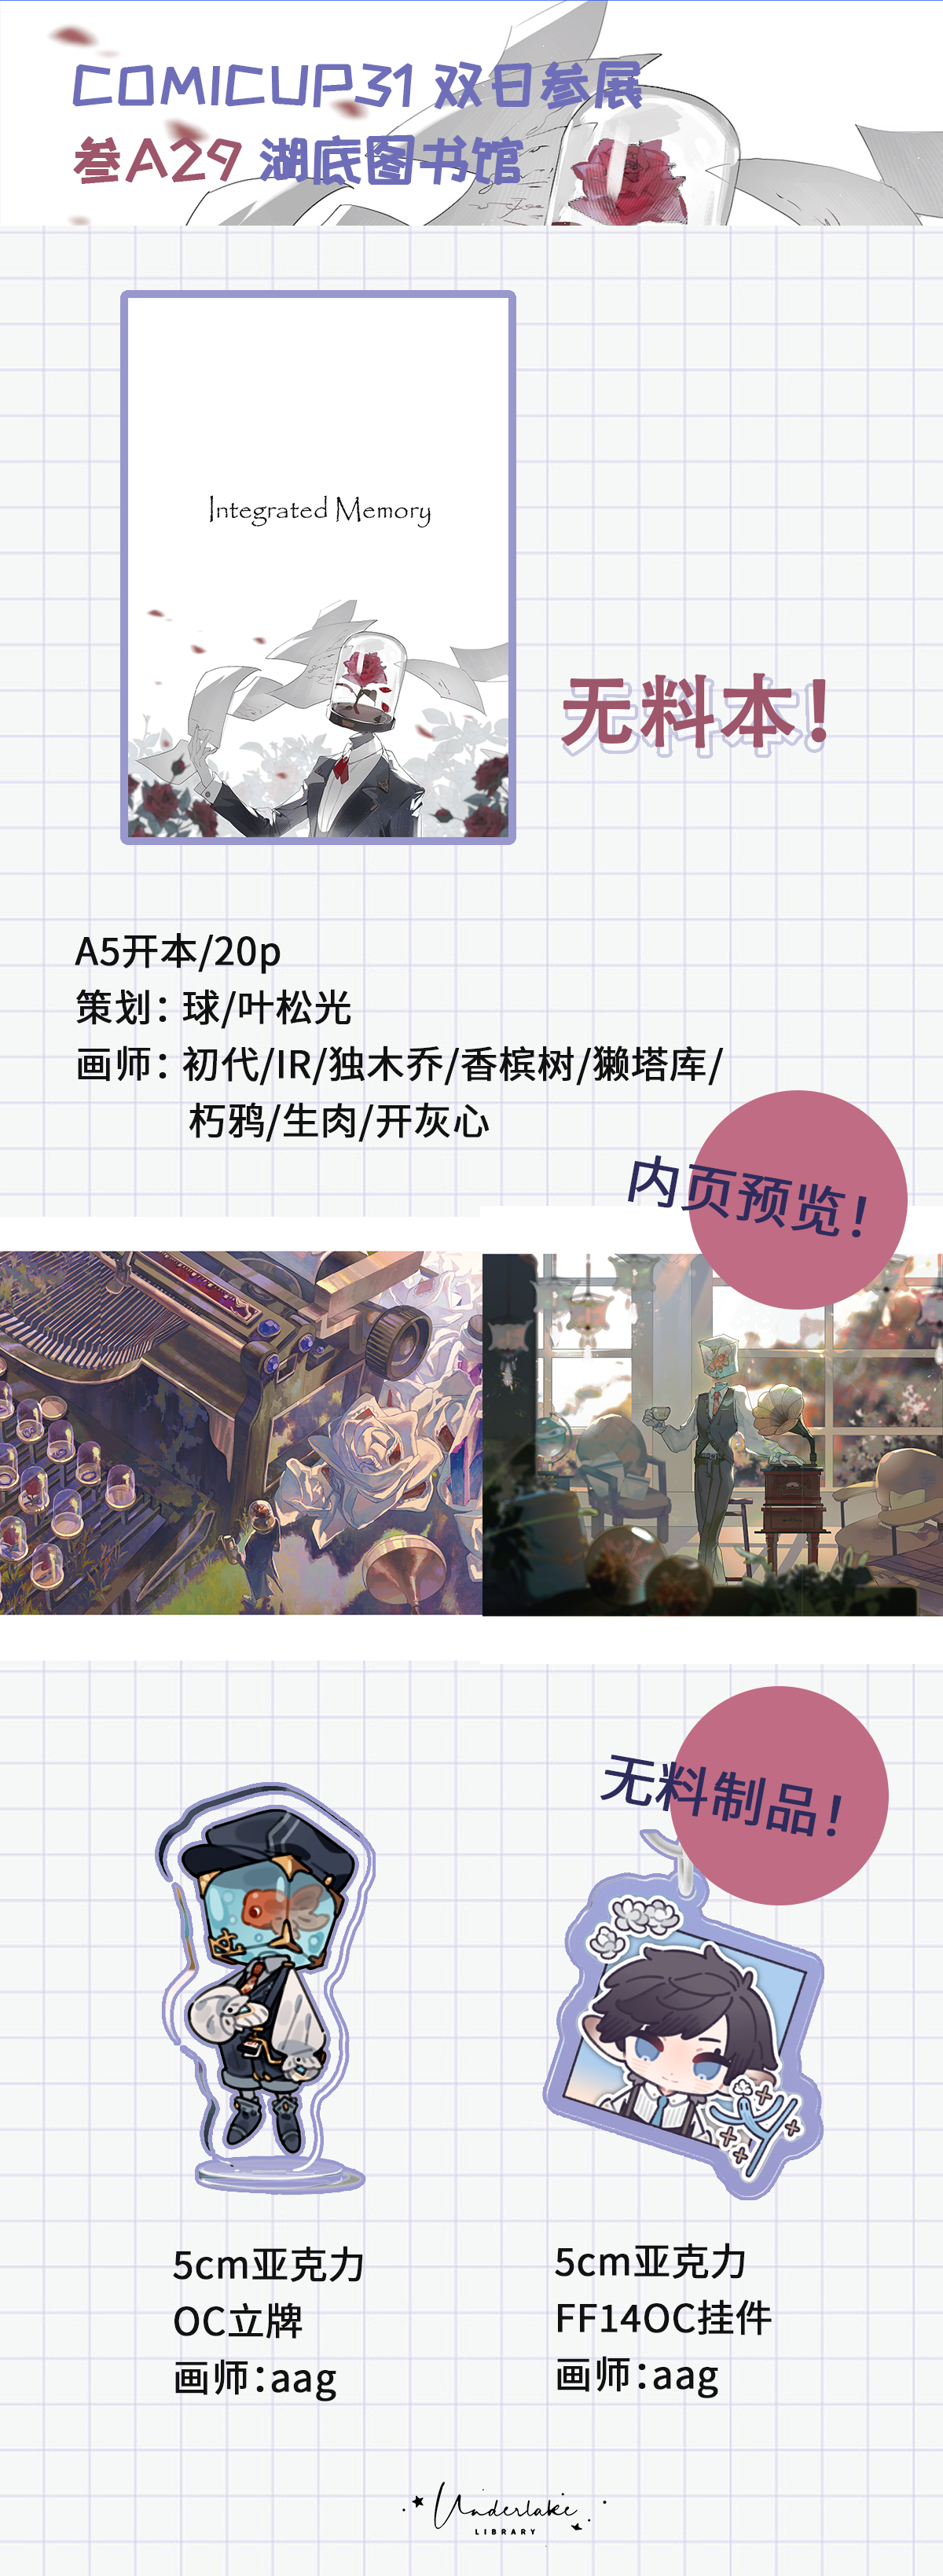 COMICUP31 双日参展
叁A29 湖底图书馆
Integrated Memory
无料本！
A5开本/20p
策划：球/叶松光
画师：初代/IR/独木乔/香槟树/獭塔库/
朽鸦/生肉/开灰心
内页预览！
无料制品！
5cm亚克力
OC立牌
画师：aag
5cm亚克力
FF14OC挂件
画师：aag
Underlake
LIBRARY